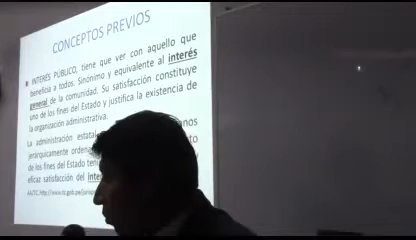 CONCEPTOS PREVIOS
INTERÉS PÚBLICO, tiene que ver con aquello que
beneficia a todos. Sinónimo y equivalente al interés
general de la comunidad. Su satisfacción constituye
uno de los fines del Estado y justifica la existencia de
la organización administrativa.
La administración estatal
jerárquicamente
de los fines del Estado
eficaz satisfacción del